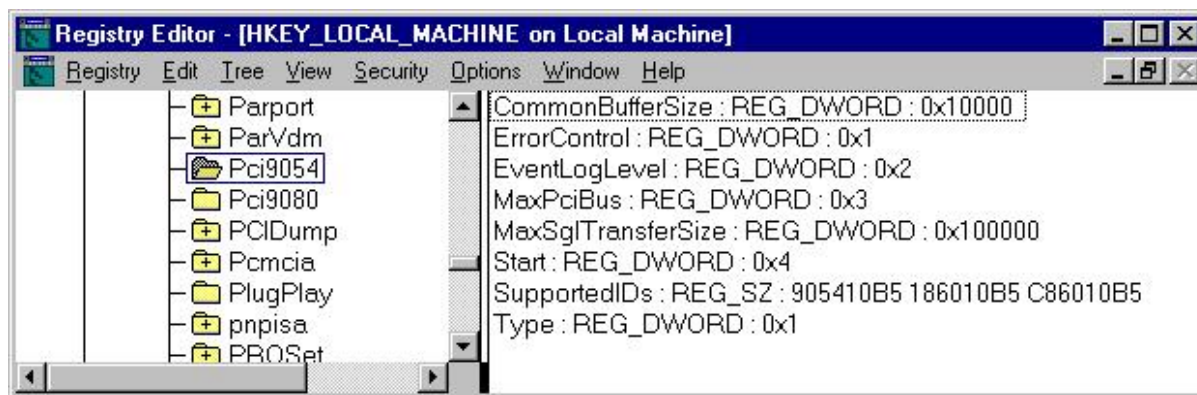 Registry Editor - [HKEY_LOCAL_MACHINE on Local Machine]
Registry Edit Tree View Security Options Window Help
Parport
ParVdm
Pci9054
Pci9080
PCIDump
Pcmcia
PlugPlay
pnpisa
PROSet
CommonBufferSize : REG_DWORD : 0x10000
ErrorControl : REG_DWORD : 0x1
EventLogLevel : REG_DWORD : 0x2
MaxPciBus : REG_DWORD : 0x3
MaxSglTransferSize : REG_DWORD : 0x100000
Start : REG_DWORD : 0x4
SupportedIDs : REG_SZ : 905410B5 186010B5 C86010B5
Type : REG_DWORD : 0x1